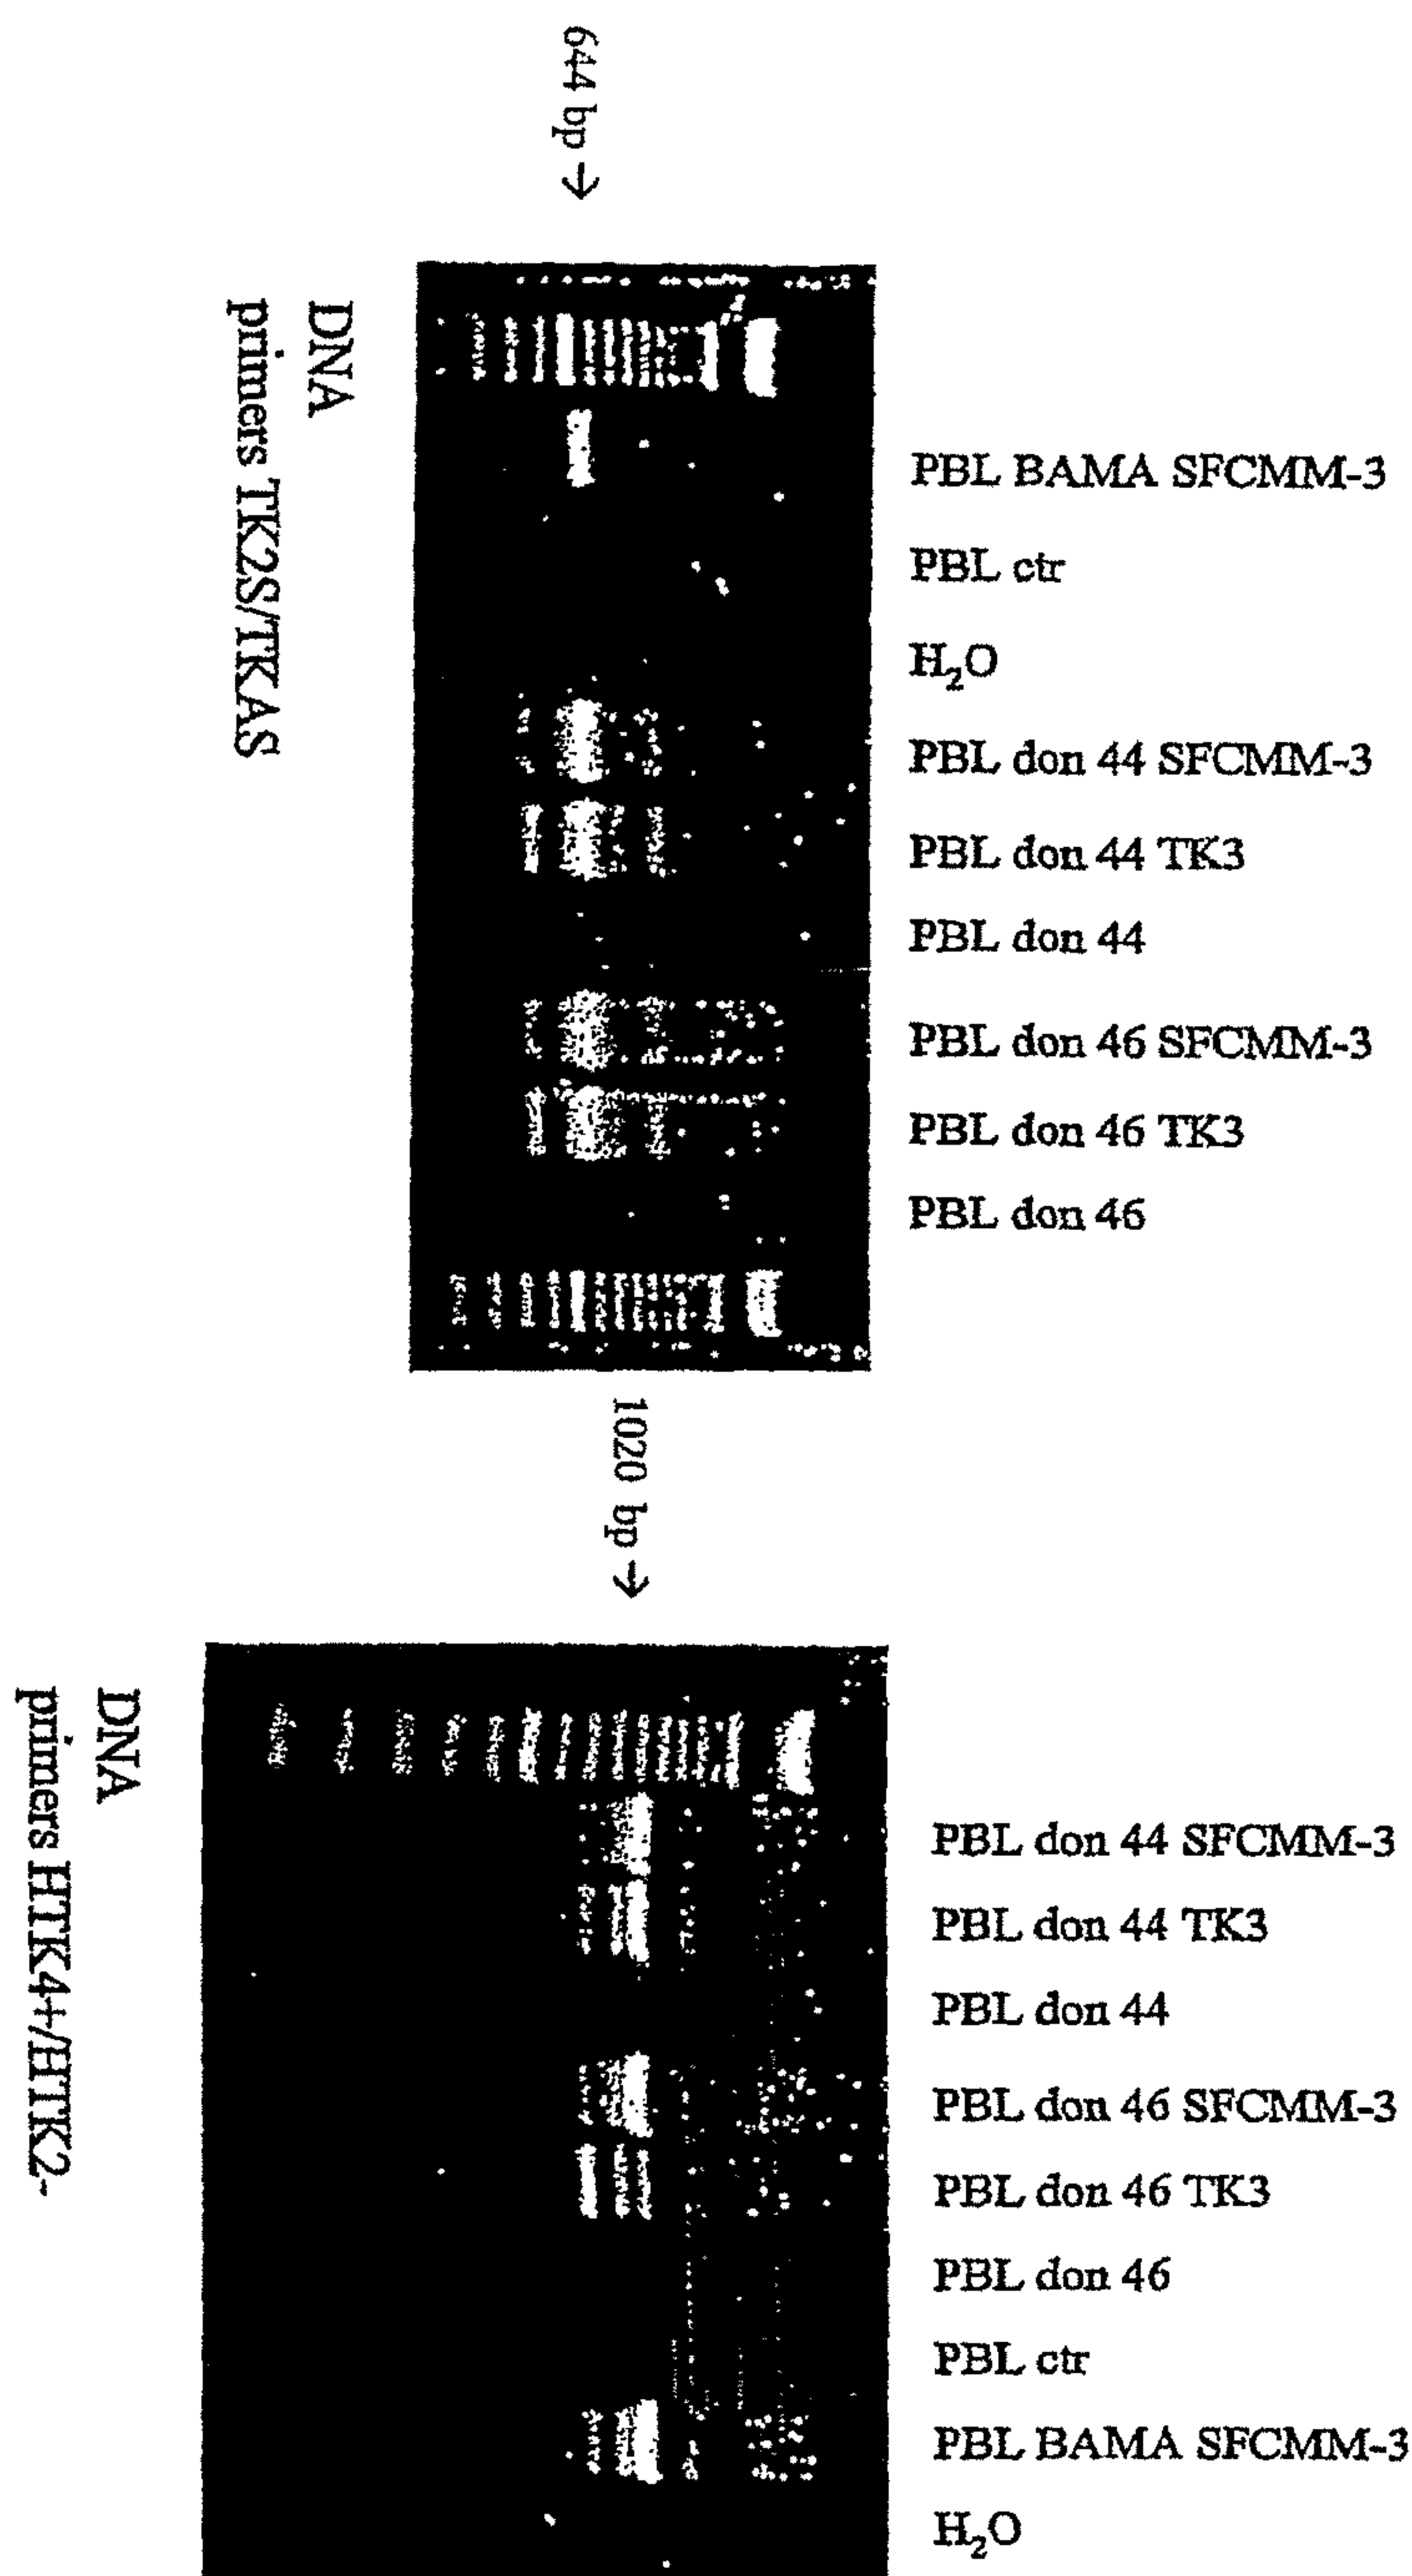 644 bp →
PBL BAMA SFCMM-3
PBL ctr
H₂O
PBL don 44 SFCMM-3
PBL don 44 TK3
PBL don 44
PBL don 46 SFCMM-3
PBL don 46 TK3
PBL don 46
DNA
primers TK2S/TKAS
1020 bp →
PBL don 44 SFCMM-3
PBL don 44 TK3
PBL don 44
PBL don 46 SFCMM-3
PBL don 46 TK3
PBL don 46
PBL ctr
PBL BAMA SFCMM-3
H₂O
DNA
primers HTK4+/HTK2-